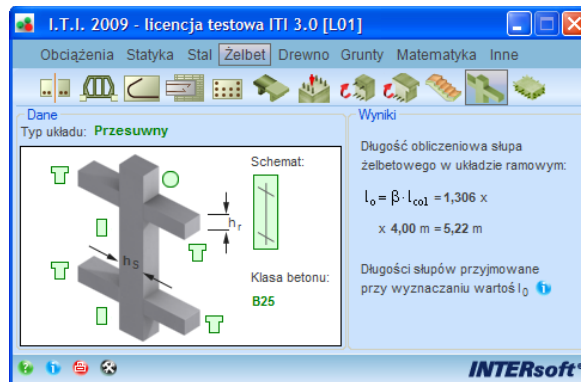 I.T.I. 2009 - licencja testowa ITI 3.0 [L01]
Obciążenia Statyka Stal Żelbet Drewno Grunty Matematyka Inne
Dane
Typ układu: Przesuwny
Schemat:
hr
hS
Klasa betonu:
B25
Wyniki
Długość obliczeniowa słupa
żelbetowego w układzie ramowym:
lo = β · lcol = 1,306 x
x 4,00 m = 5,22 m
Długości słupów przyjmowane
przy wyznaczaniu wartoś l0
INTERsoft